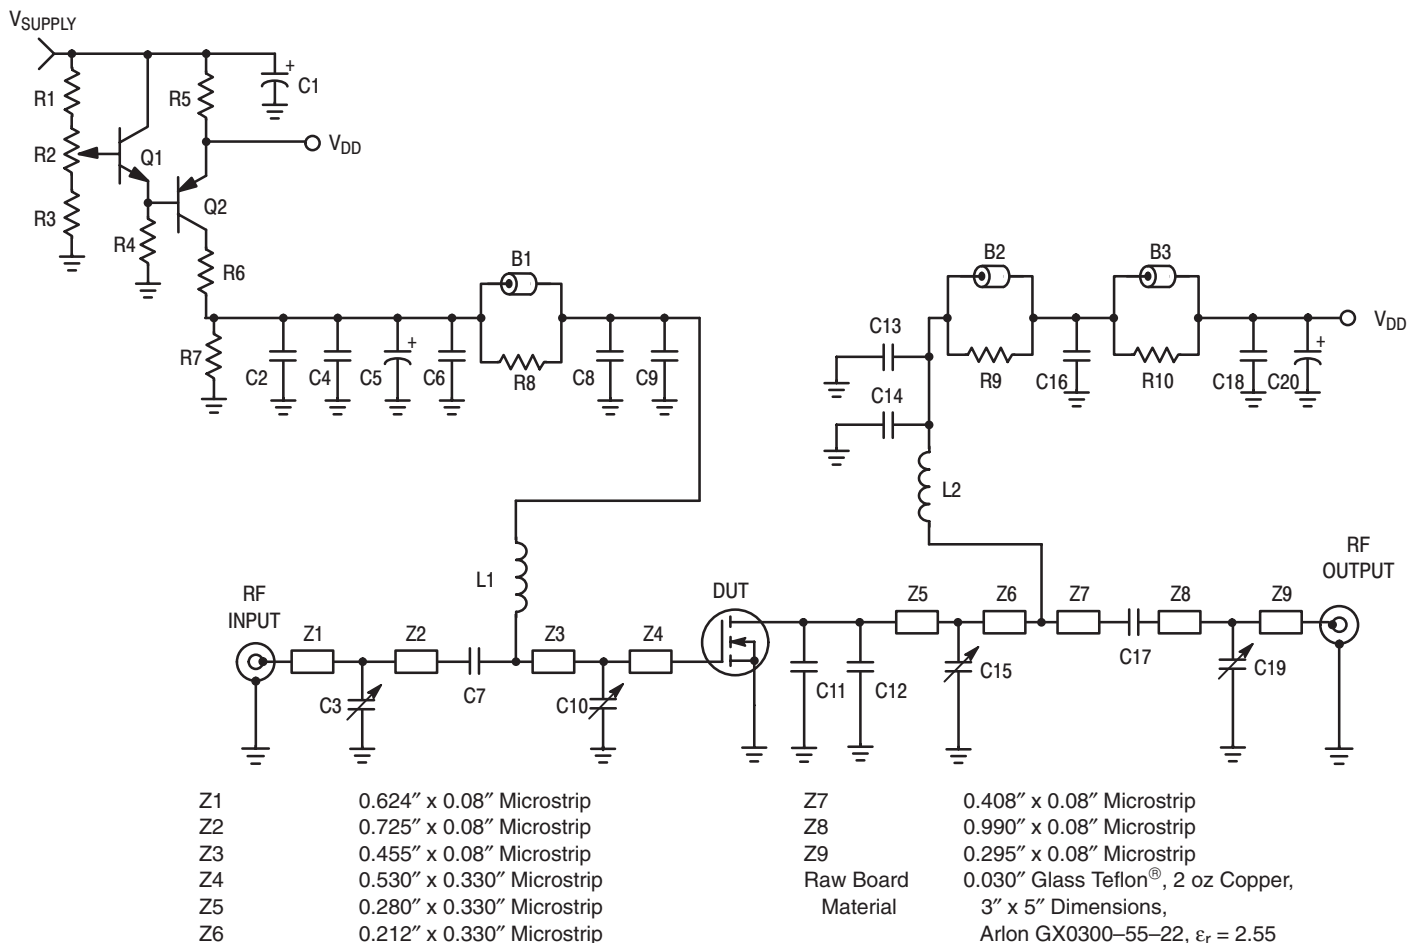 VSUPPLY
R1
R5
+
C1
R2
Q1
VDD
R3
R4
Q2
R6
B1
B2
B3
R7
C2
C4
C5
+
C6
R8
C8
C9
C13
C14
R9
C16
R10
C18
C20
+
VDD
L2
L1
RF
INPUT
Z1
C3
Z2
C7
Z3
C10
Z4
DUT
C11
C12
Z5
C15
Z6
Z7
C17
Z8
C19
Z9
RF
OUTPUT
Z1 0.624″ x 0.08″ Microstrip
Z2 0.725″ x 0.08″ Microstrip
Z3 0.455″ x 0.08″ Microstrip
Z4 0.530″ x 0.330″ Microstrip
Z5 0.280″ x 0.330″ Microstrip
Z6 0.212″ x 0.330″ Microstrip
Z7 0.408″ x 0.08″ Microstrip
Z8 0.990″ x 0.08″ Microstrip
Z9 0.295″ x 0.08″ Microstrip
Raw Board 0.030″ Glass Teflon®, 2 oz Copper,
Material 3″ x 5″ Dimensions,
Arlon GX0300–55–22, εr = 2.55